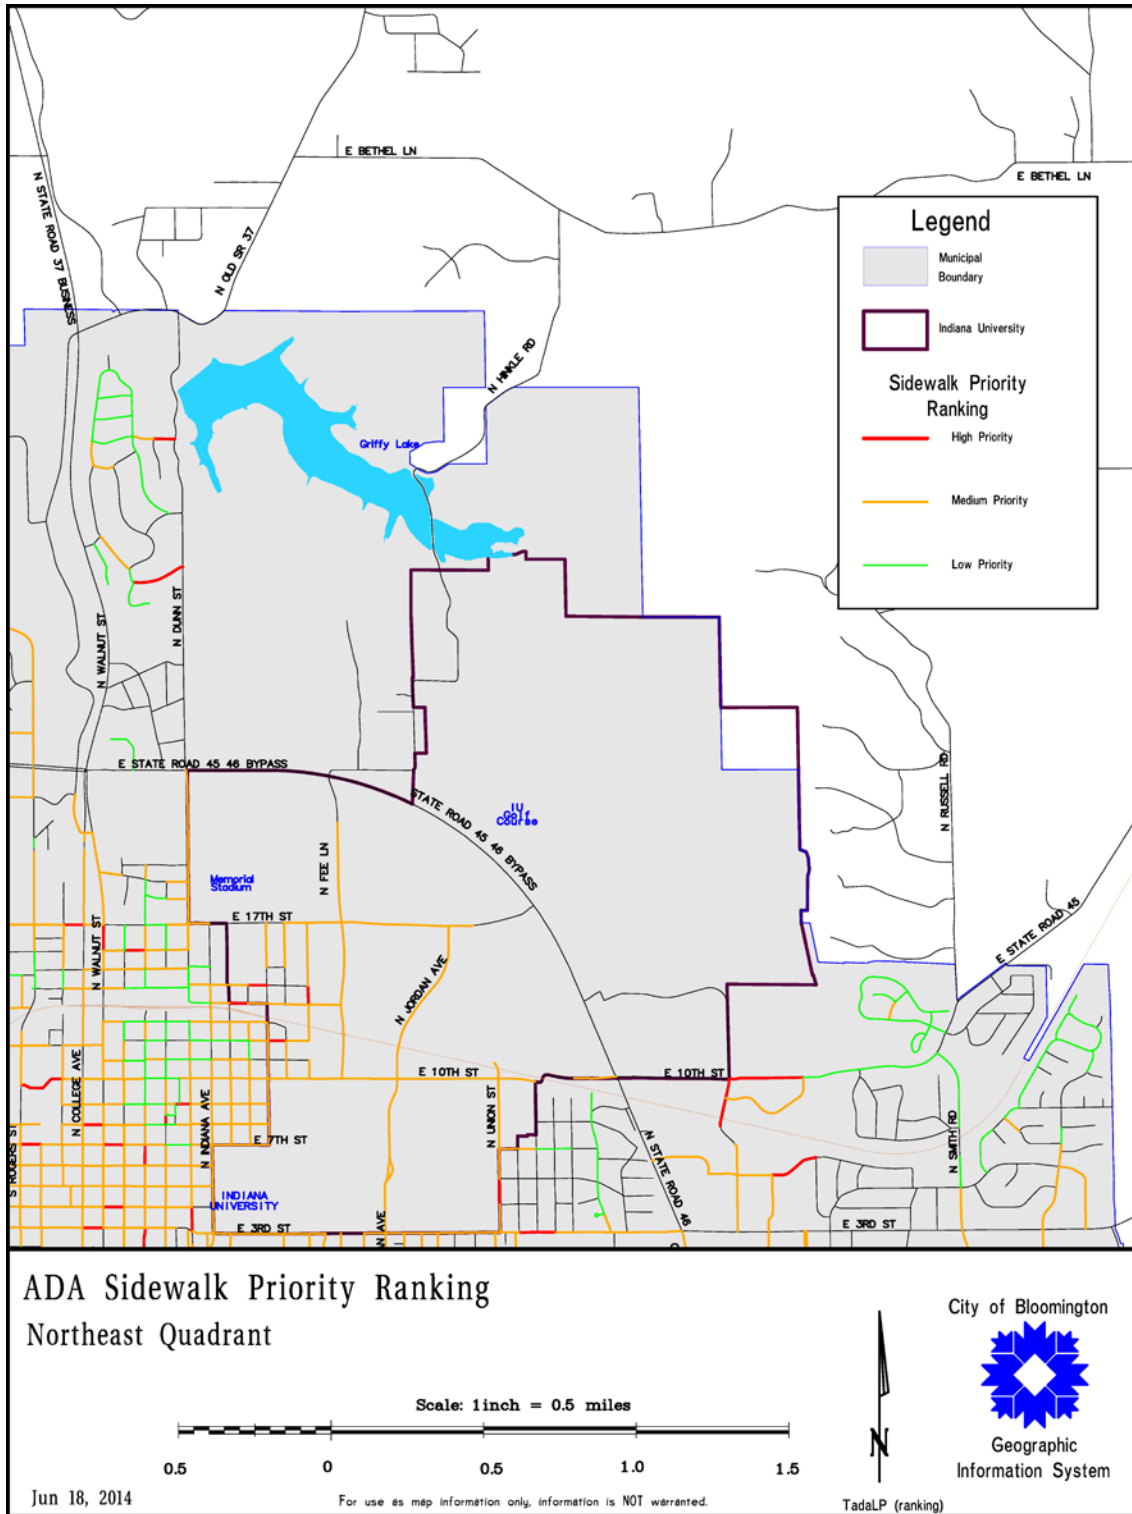 E BETHEL LN
E BETHEL LN
N STATE ROAD 37 BUSINESS
N OLD SR 37
Legend
Municipal
Boundary
Indiana University
Sidewalk Priority
Ranking
High Priority
Medium Priority
Low Priority
N HINKLE RD
Griffy Lake
N DUNN ST
N WALNUT ST
E STATE ROAD 45 46 BYPASS
STATE ROAD 45 46 BYPASS
IU
Golf
Course
N RUSSELL RD
N FEE LN
Memorial
Stadium
E 17TH ST
N WALNUT ST
E STATE ROAD 45
N JORDAN AVE
E 10TH ST
E 10TH ST
N COLLEGE AVE
N INDIANA AVE
N UNION ST
E 7TH ST
N SMITH RD
S ROGERS ST
N STATE ROAD 46
INDIANA
UNIVERSITY
E 3RD ST
AN AVE
E 3RD ST
ADA Sidewalk Priority Ranking
Northeast Quadrant
City of Bloomington
Scale: 1inch = 0.5 miles
N
0.5 0 0.5 1.0 1.5
Geographic
Information System
Jun 18, 2014
For use as map information only, information is NOT warranted.
TadaLP (ranking)